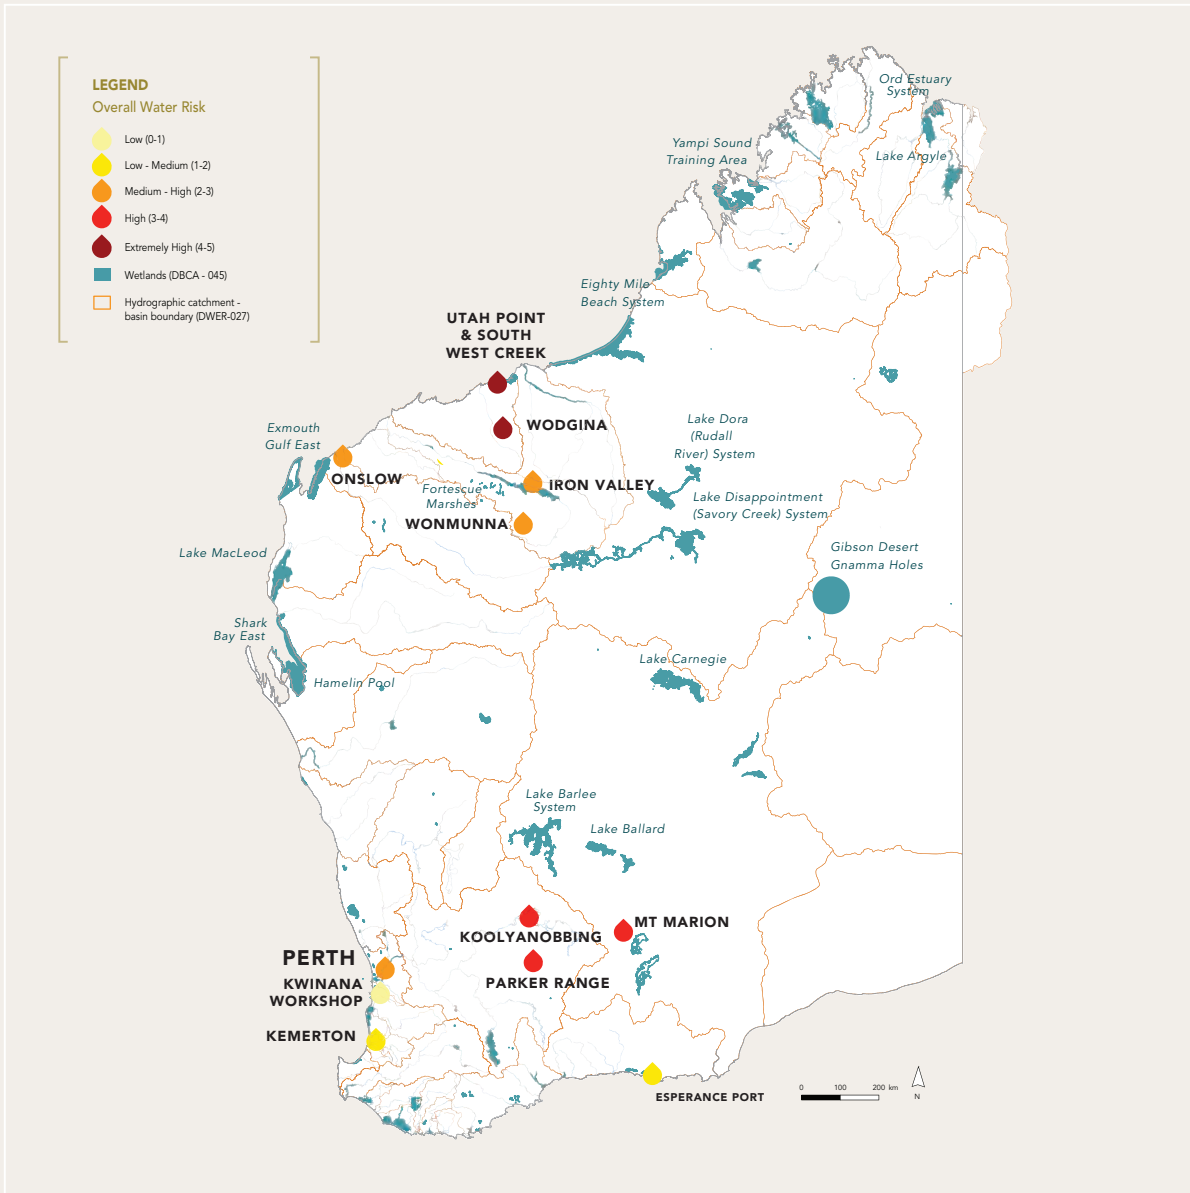 LEGEND
Overall Water Risk
Low (0-1)
Low - Medium (1-2)
Medium - High (2-3)
High (3-4)
Extremely High (4-5)
Wetlands (DBCA - 045)
Hydrographic catchment -
basin boundary (DWER-027)
Ord Estuary
System
Yampi Sound
Training Area
Lake Argyle
Eighty Mile
Beach System
UTAH POINT
& SOUTH
WEST CREEK
WODGINA
Lake Dora
(Rudall
River) System
Exmouth
Gulf East
ONSLOW
Fortescue
Marshes
IRON VALLEY
Lake Disappointment
(Savory Creek) System
WONMUNNA
Gibson Desert
Gnamma Holes
Lake MacLeod
Shark
Bay East
Hamelin Pool
Lake Carnegie
Lake Barlee
System
Lake Ballard
KOOLYANOBBING
MT MARION
PERTH
PARKER RANGE
KWINANA
WORKSHOP
KEMERTON
ESPERANCE PORT
0 100 200 km
N